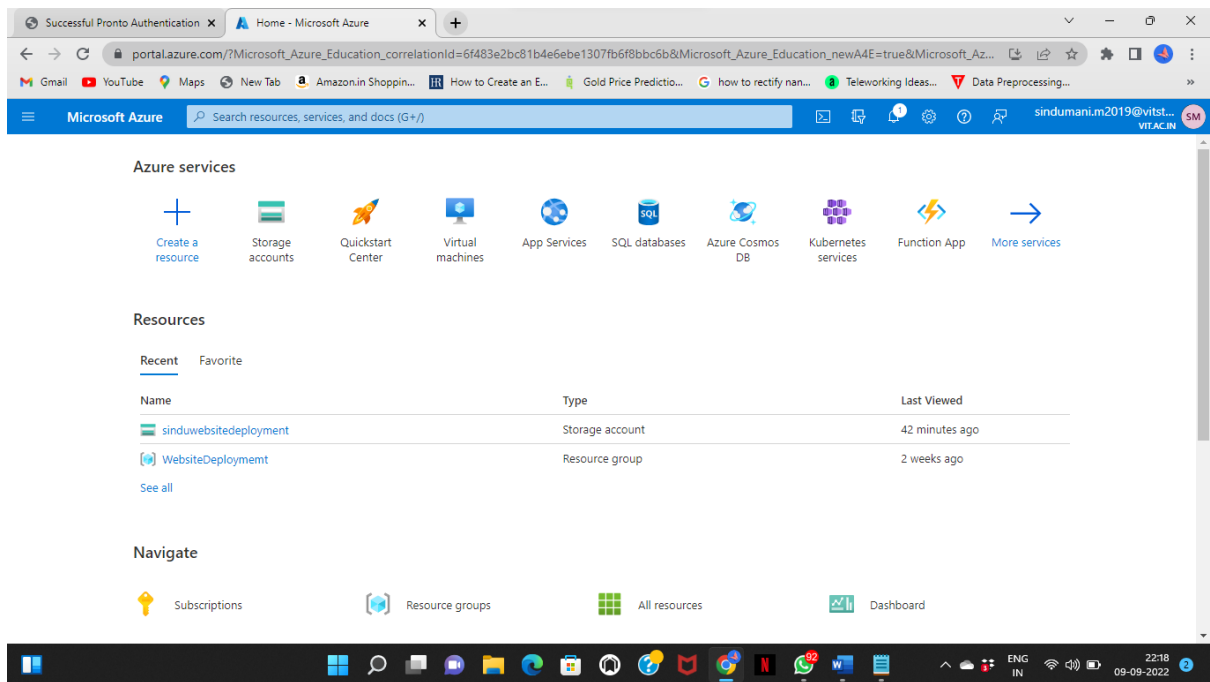 Successful Pronto Authentication
Home - Microsoft Azure
portal.azure.com/?Microsoft_Azure_Education_correlationId=6f483e2bc81b4e6ebe1307fb6f8bbc6b&Microsoft_Azure_Education_newA4E=true&Microsoft_Az...
Gmail YouTube Maps New Tab Amazon.in Shoppin... How to Create an E... Gold Price Predictio... how to rectify nan... Teleworking Ideas... Data Preprocessing... »
Microsoft Azure
Search resources, services, and docs (G+/)
1
sindumani.m2019@vitst...
VIT.AC.IN
SM
Azure services
Create a resource
Storage accounts
Quickstart Center
Virtual machines
App Services
SQL
SQL databases
Azure Cosmos DB
Kubernetes services
Function App
More services
Resources
Recent Favorite
Name Type Last Viewed
sinduwebsitedeployment Storage account 42 minutes ago
WebsiteDeploymemt Resource group 2 weeks ago
See all
Navigate
Subscriptions Resource groups All resources Dashboard
92
ENG
IN
22:18
09-09-2022
2